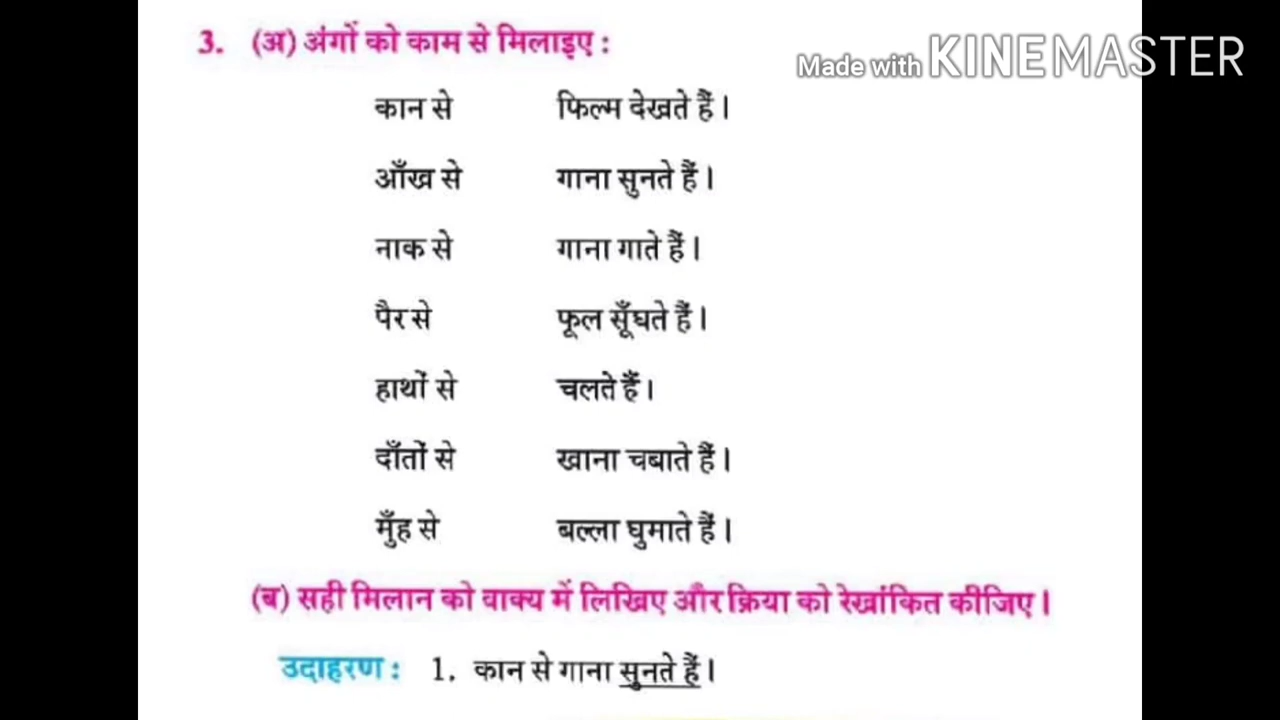 3. (अ) अंगों को काम से मिलाइए :
Made with KINEMASTER
कान से फिल्म देखते हैं।
आँख से गाना सुनते हैं।
नाक से गाना गाते हैं।
पैर से फूल सूँघते हैं।
हाथों से चलते हैं।
दाँतों से खाना चबाते हैं।
मुँह से बल्ला घुमाते हैं।
(ब) सही मिलान को वाक्य में लिखिए और क्रिया को रेखांकित कीजिए।
उदाहरण : 1. कान से गाना सुनते हैं।